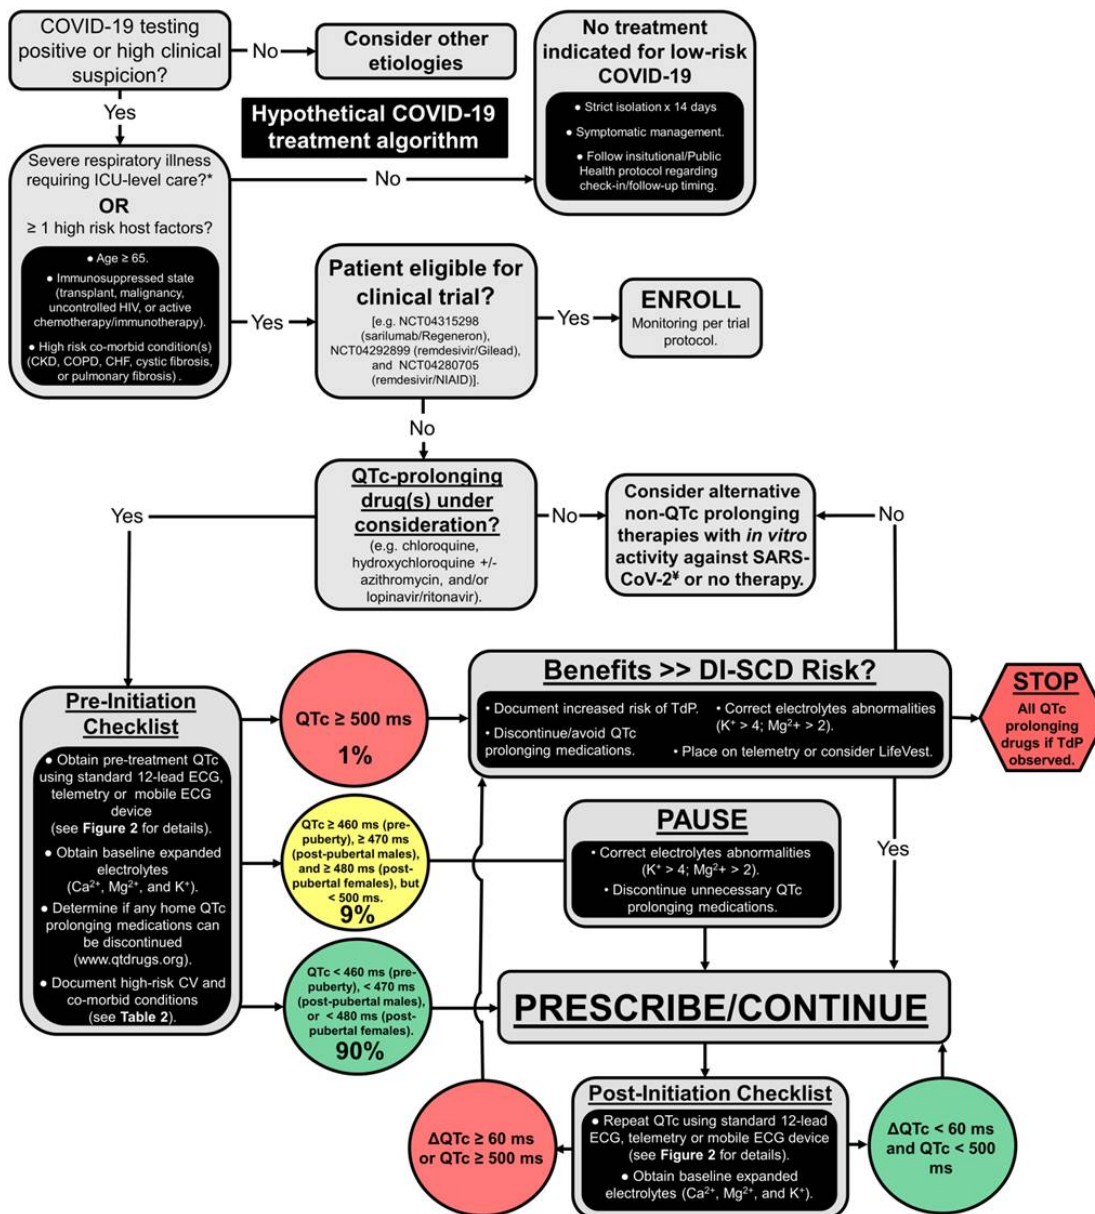 COVID-19 testing
positive or high clinical
suspicion?
No
Consider other
etiologies
No treatment
indicated for low-risk
COVID-19
● Strict isolation x 14 days
● Symptomatic management.
● Follow insitutional/Public
Health protocol regarding
check-in/follow-up timing.
Yes
Hypothetical COVID-19
treatment algorithm
Severe respiratory illness
requiring ICU-level care?*
OR
≥ 1 high risk host factors?
● Age ≥ 65.
● Immunosuppressed state
(transplant, malignancy,
uncontrolled HIV, or active
chemotherapy/immunotherapy).
● High risk co-morbid condition(s)
(CKD, COPD, CHF, cystic fibrosis,
or pulmonary fibrosis) .
No
Yes
Patient eligible for
clinical trial?
[e.g. NCT04315298
(sarilumab/Regeneron),
NCT04292899 (remdesivir/Gilead),
and NCT04280705
(remdesivir/NIAID)].
Yes
ENROLL
Monitoring per trial
protocol.
No
QTc-prolonging
drug(s) under
consideration?
(e.g. chloroquine,
hydroxychloroquine +/-
azithromycin, and/or
lopinavir/ritonavir).
Yes
No
Consider alternative
non-QTc prolonging
therapies with in vitro
activity against SARS-
CoV-2¥ or no therapy.
No
Pre-Initiation
Checklist
● Obtain pre-treatment QTc
using standard 12-lead ECG,
telemetry or mobile ECG
device
(see Figure 2 for details).
● Obtain baseline expanded
electrolytes
(Ca²⁺, Mg²⁺, and K⁺).
● Determine if any home QTc
prolonging medications can
be discontinued
(www.qtdrugs.org).
● Document high-risk CV and
co-morbid conditions
(see Table 2).
QTc ≥ 500 ms
1%
QTc ≥ 460 ms (pre-
puberty), ≥ 470 ms
(post-pubertal males),
and ≥ 480 ms (post-
pubertal females), but
< 500 ms.
9%
QTc < 460 ms (pre-
puberty), < 470 ms
(post-pubertal males),
or < 480 ms (post-
pubertal females).
90%
Benefits >> DI-SCD Risk?
• Document increased risk of TdP.
• Discontinue/avoid QTc
prolonging medications.
• Correct electrolytes abnormalities
(K⁺ > 4; Mg²+ > 2).
• Place on telemetry or consider LifeVest.
STOP
All QTc
prolonging
drugs if TdP
observed.
PAUSE
• Correct electrolytes abnormalities
(K⁺ > 4; Mg²+ > 2).
• Discontinue unnecessary QTc
prolonging medications.
Yes
PRESCRIBE/CONTINUE
Post-Initiation Checklist
● Repeat QTc using standard 12-lead
ECG, telemetry or mobile ECG device
(see Figure 2 for details).
● Obtain baseline expanded
electrolytes (Ca²⁺, Mg²⁺, and K⁺).
ΔQTc ≥ 60 ms
or QTc ≥ 500 ms
ΔQTc < 60 ms
and QTc < 500
ms